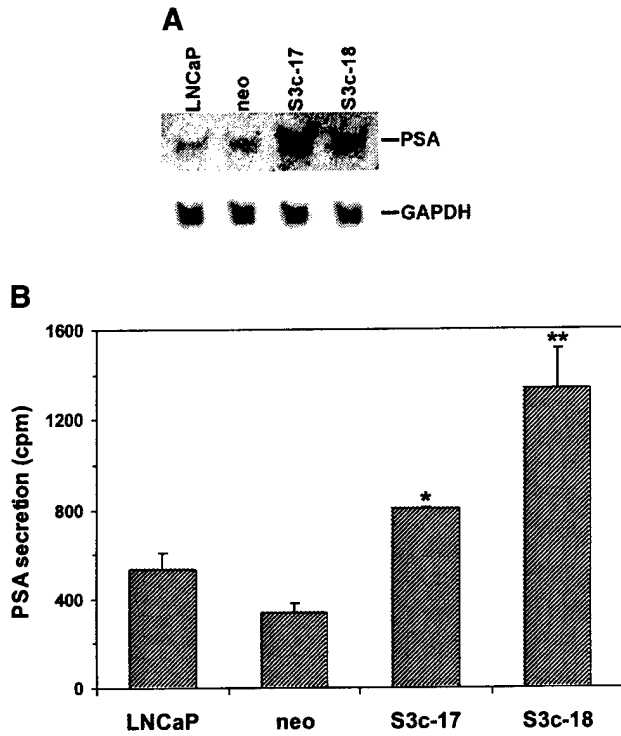 A
LNCaP
neo
S3c-17
S3c-18
PSA
GAPDH
B
PSA secretion (cpm)
1600
1200
800
400
0
*
**
LNCaP
neo
S3c-17
S3c-18